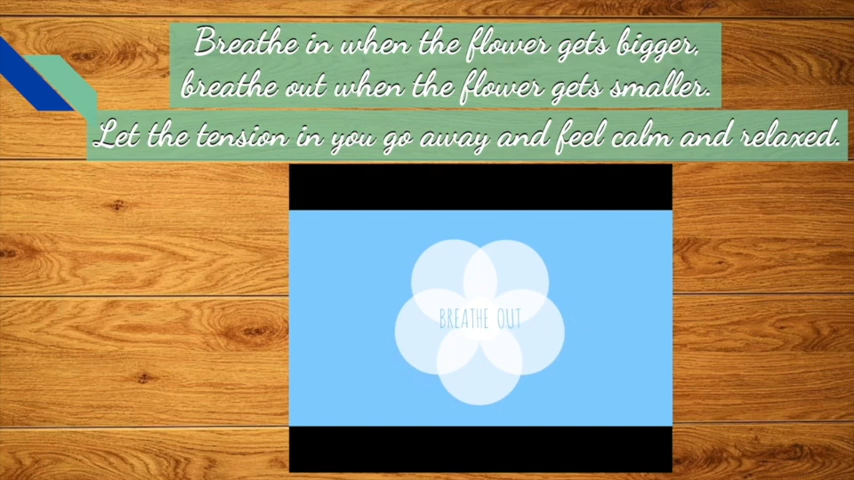 Breathe in when the flower gets bigger,
breathe out when the flower gets smaller.
Let the tension in you go away and feel calm and relaxed.
BREATHE OUT